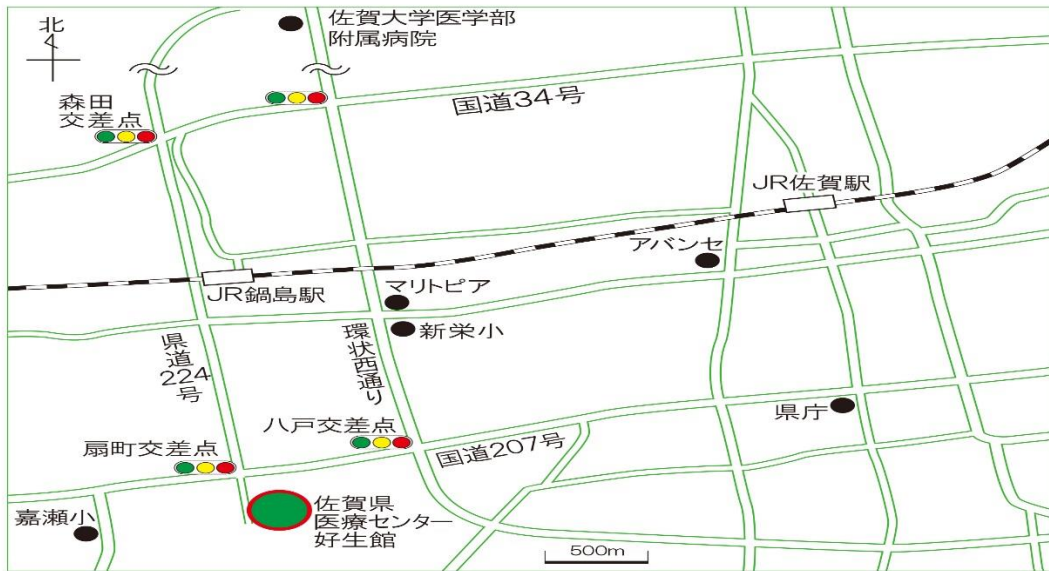 北
佐賀大学医学部
附属病院
森田
交差点
国道34号
JR佐賀駅
アバンセ
JR鍋島駅
マリトピア
新栄小
県道224号
環状西通り
県庁
八戸交差点
国道207号
扇町交差点
嘉瀬小
佐賀県
医療センター
好生館
500m